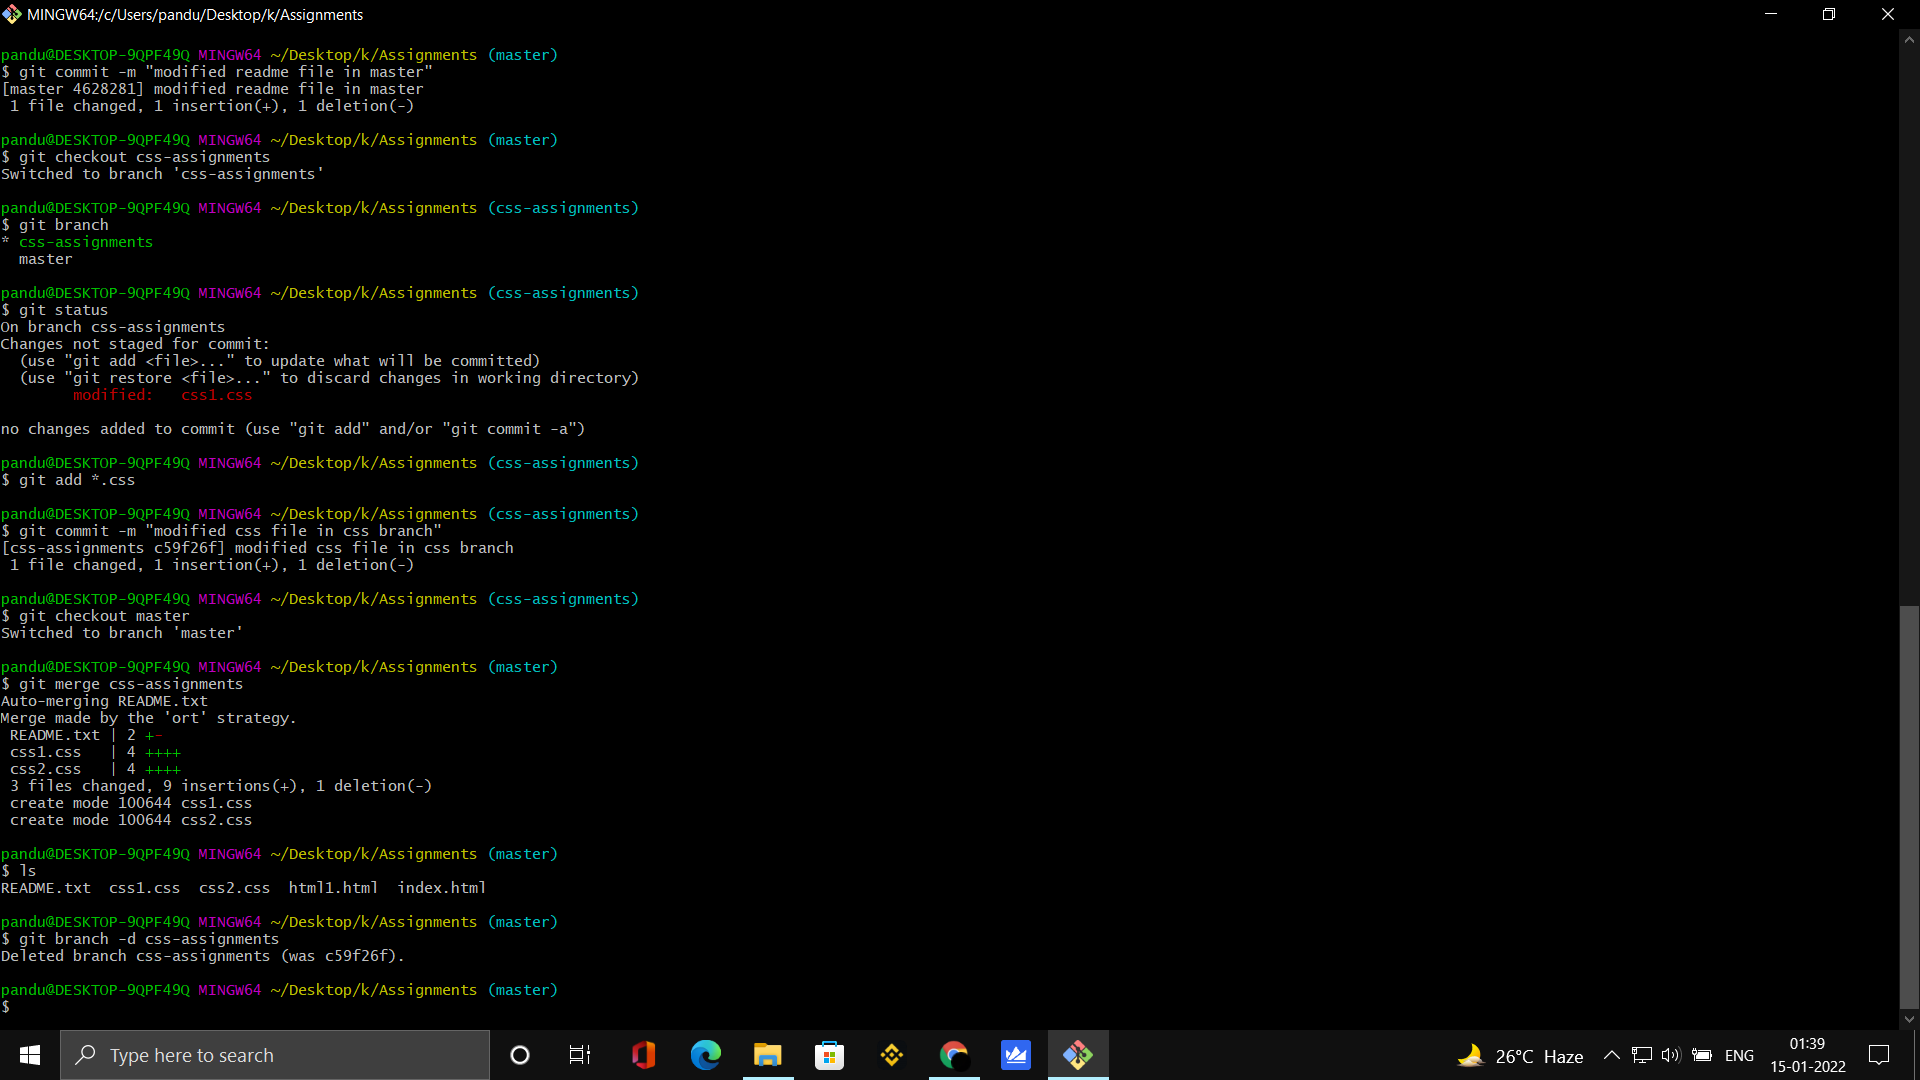 MINGW64:/c/Users/pandu/Desktop/k/Assignments
pandu@DESKTOP-9QPF49Q MINGW64 ~/Desktop/k/Assignments (master)
$ git commit -m "modified readme file in master"
[master 4628281] modified readme file in master
 1 file changed, 1 insertion(+), 1 deletion(-)
pandu@DESKTOP-9QPF49Q MINGW64 ~/Desktop/k/Assignments (master)
$ git checkout css-assignments
Switched to branch 'css-assignments'
pandu@DESKTOP-9QPF49Q MINGW64 ~/Desktop/k/Assignments (css-assignments)
$ git branch
* css-assignments
  master
pandu@DESKTOP-9QPF49Q MINGW64 ~/Desktop/k/Assignments (css-assignments)
$ git status
On branch css-assignments
Changes not staged for commit:
  (use "git add <file>..." to update what will be committed)
  (use "git restore <file>..." to discard changes in working directory)
        modified:   css1.css
no changes added to commit (use "git add" and/or "git commit -a")
pandu@DESKTOP-9QPF49Q MINGW64 ~/Desktop/k/Assignments (css-assignments)
$ git add *.css
pandu@DESKTOP-9QPF49Q MINGW64 ~/Desktop/k/Assignments (css-assignments)
$ git commit -m "modified css file in css branch"
[css-assignments c59f26f] modified css file in css branch
 1 file changed, 1 insertion(+), 1 deletion(-)
pandu@DESKTOP-9QPF49Q MINGW64 ~/Desktop/k/Assignments (css-assignments)
$ git checkout master
Switched to branch 'master'
pandu@DESKTOP-9QPF49Q MINGW64 ~/Desktop/k/Assignments (master)
$ git merge css-assignments
Auto-merging README.txt
Merge made by the 'ort' strategy.
 README.txt | 2 +-
 css1.css   | 4 ++++
 css2.css   | 4 ++++
 3 files changed, 9 insertions(+), 1 deletion(-)
 create mode 100644 css1.css
 create mode 100644 css2.css
pandu@DESKTOP-9QPF49Q MINGW64 ~/Desktop/k/Assignments (master)
$ ls
README.txt  css1.css  css2.css  html1.html  index.html
pandu@DESKTOP-9QPF49Q MINGW64 ~/Desktop/k/Assignments (master)
$ git branch -d css-assignments
Deleted branch css-assignments (was c59f26f).
pandu@DESKTOP-9QPF49Q MINGW64 ~/Desktop/k/Assignments (master)
$
Type here to search
26°C Haze
ENG
01:39
15-01-2022